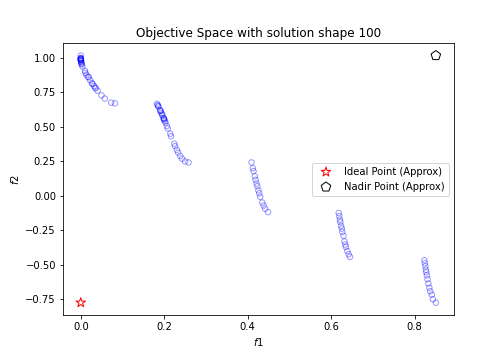 Objective Space with solution shape 100
1.00
0.75
0.50
0.25
0.00
−0.25
−0.50
−0.75
f2
Ideal Point (Approx)
Nadir Point (Approx)
0.0 0.2 0.4 0.6 0.8
f1